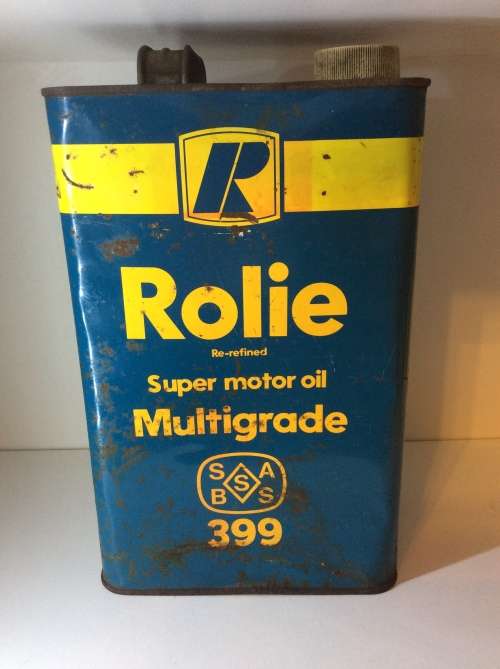 R
Rolie
Re-refined
Super motor oil
Multigrade
S A
S
B S
399